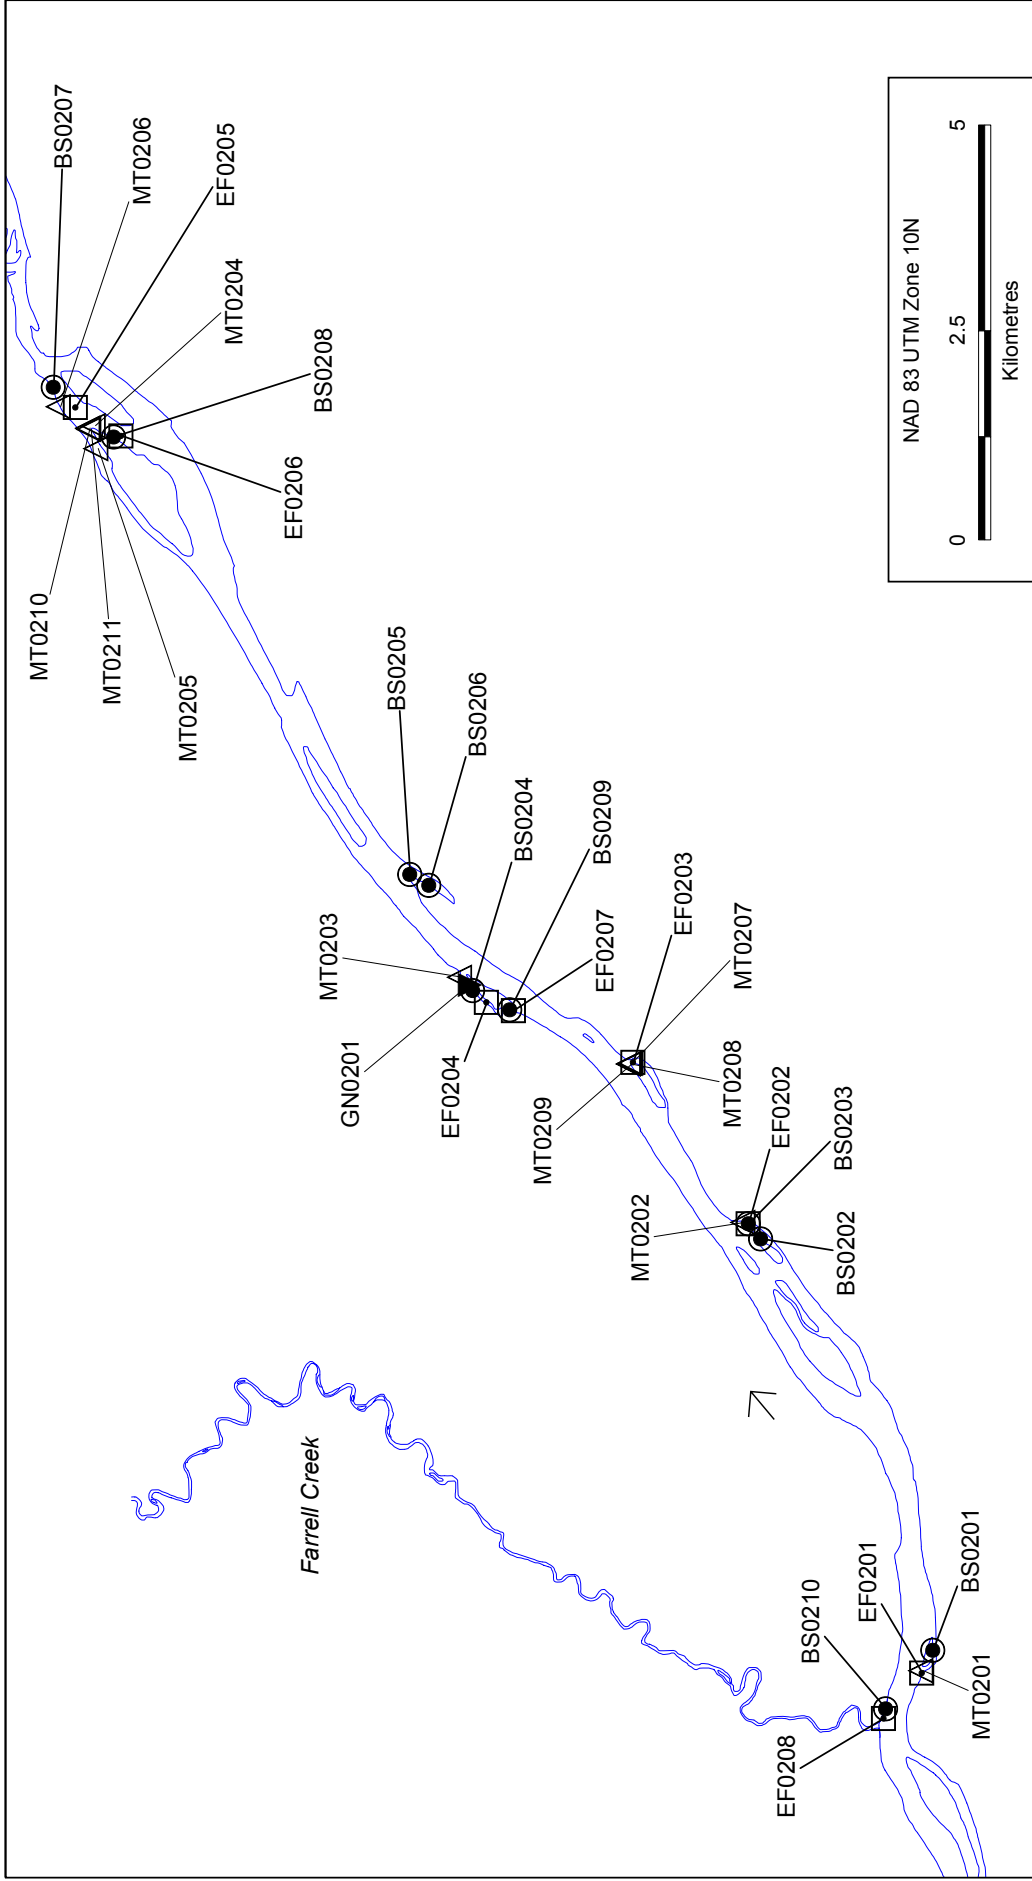 BS0207
MT0206
EF0205
MT0204
BS0208
EF0206
MT0210
MT0211
MT0205
BS0205
BS0206
BS0204
BS0209
EF0207
MT0203
GN0201
EF0204
EF0203
MT0207
MT0208
MT0209
EF0202
BS0203
BS0202
MT0202
Farrell Creek
BS0210
EF0201
BS0201
MT0201
EF0208
NAD 83 UTM Zone 10N
0 2.5 5
Kilometres